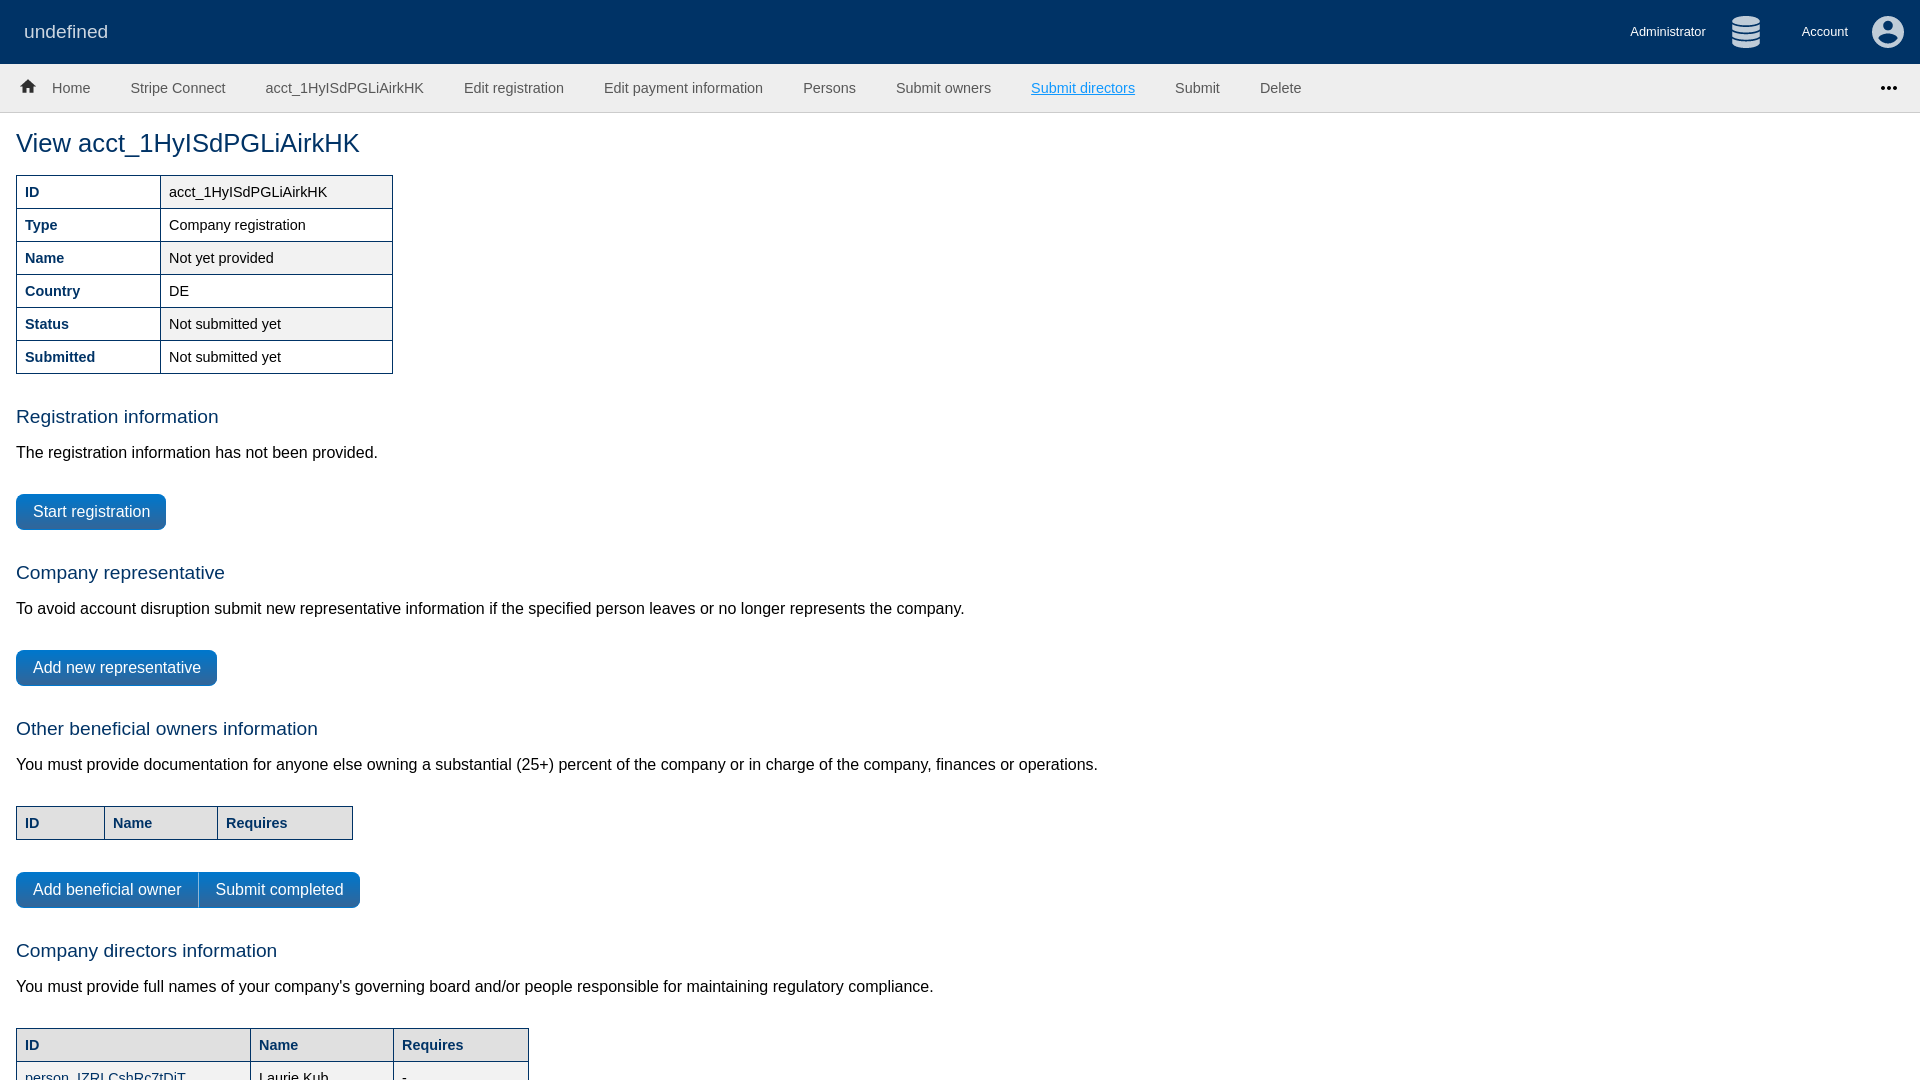 undefined
Administrator
Account
Home Stripe Connect acct_1HyISdPGLiAirkHK Edit registration Edit payment information Persons Submit owners Submit directors Submit Delete
View acct_1HyISdPGLiAirkHK
ID acct_1HyISdPGLiAirkHK
Type Company registration
Name Not yet provided
Country DE
Status Not submitted yet
Submitted Not submitted yet
Registration information
The registration information has not been provided.
Start registration
Company representative
To avoid account disruption submit new representative information if the specified person leaves or no longer represents the company.
Add new representative
Other beneficial owners information
You must provide documentation for anyone else owning a substantial (25+) percent of the company or in charge of the company, finances or operations.
ID Name Requires
Add beneficial owner Submit completed
Company directors information
You must provide full names of your company's governing board and/or people responsible for maintaining regulatory compliance.
ID Name Requires
Laurie Kub -